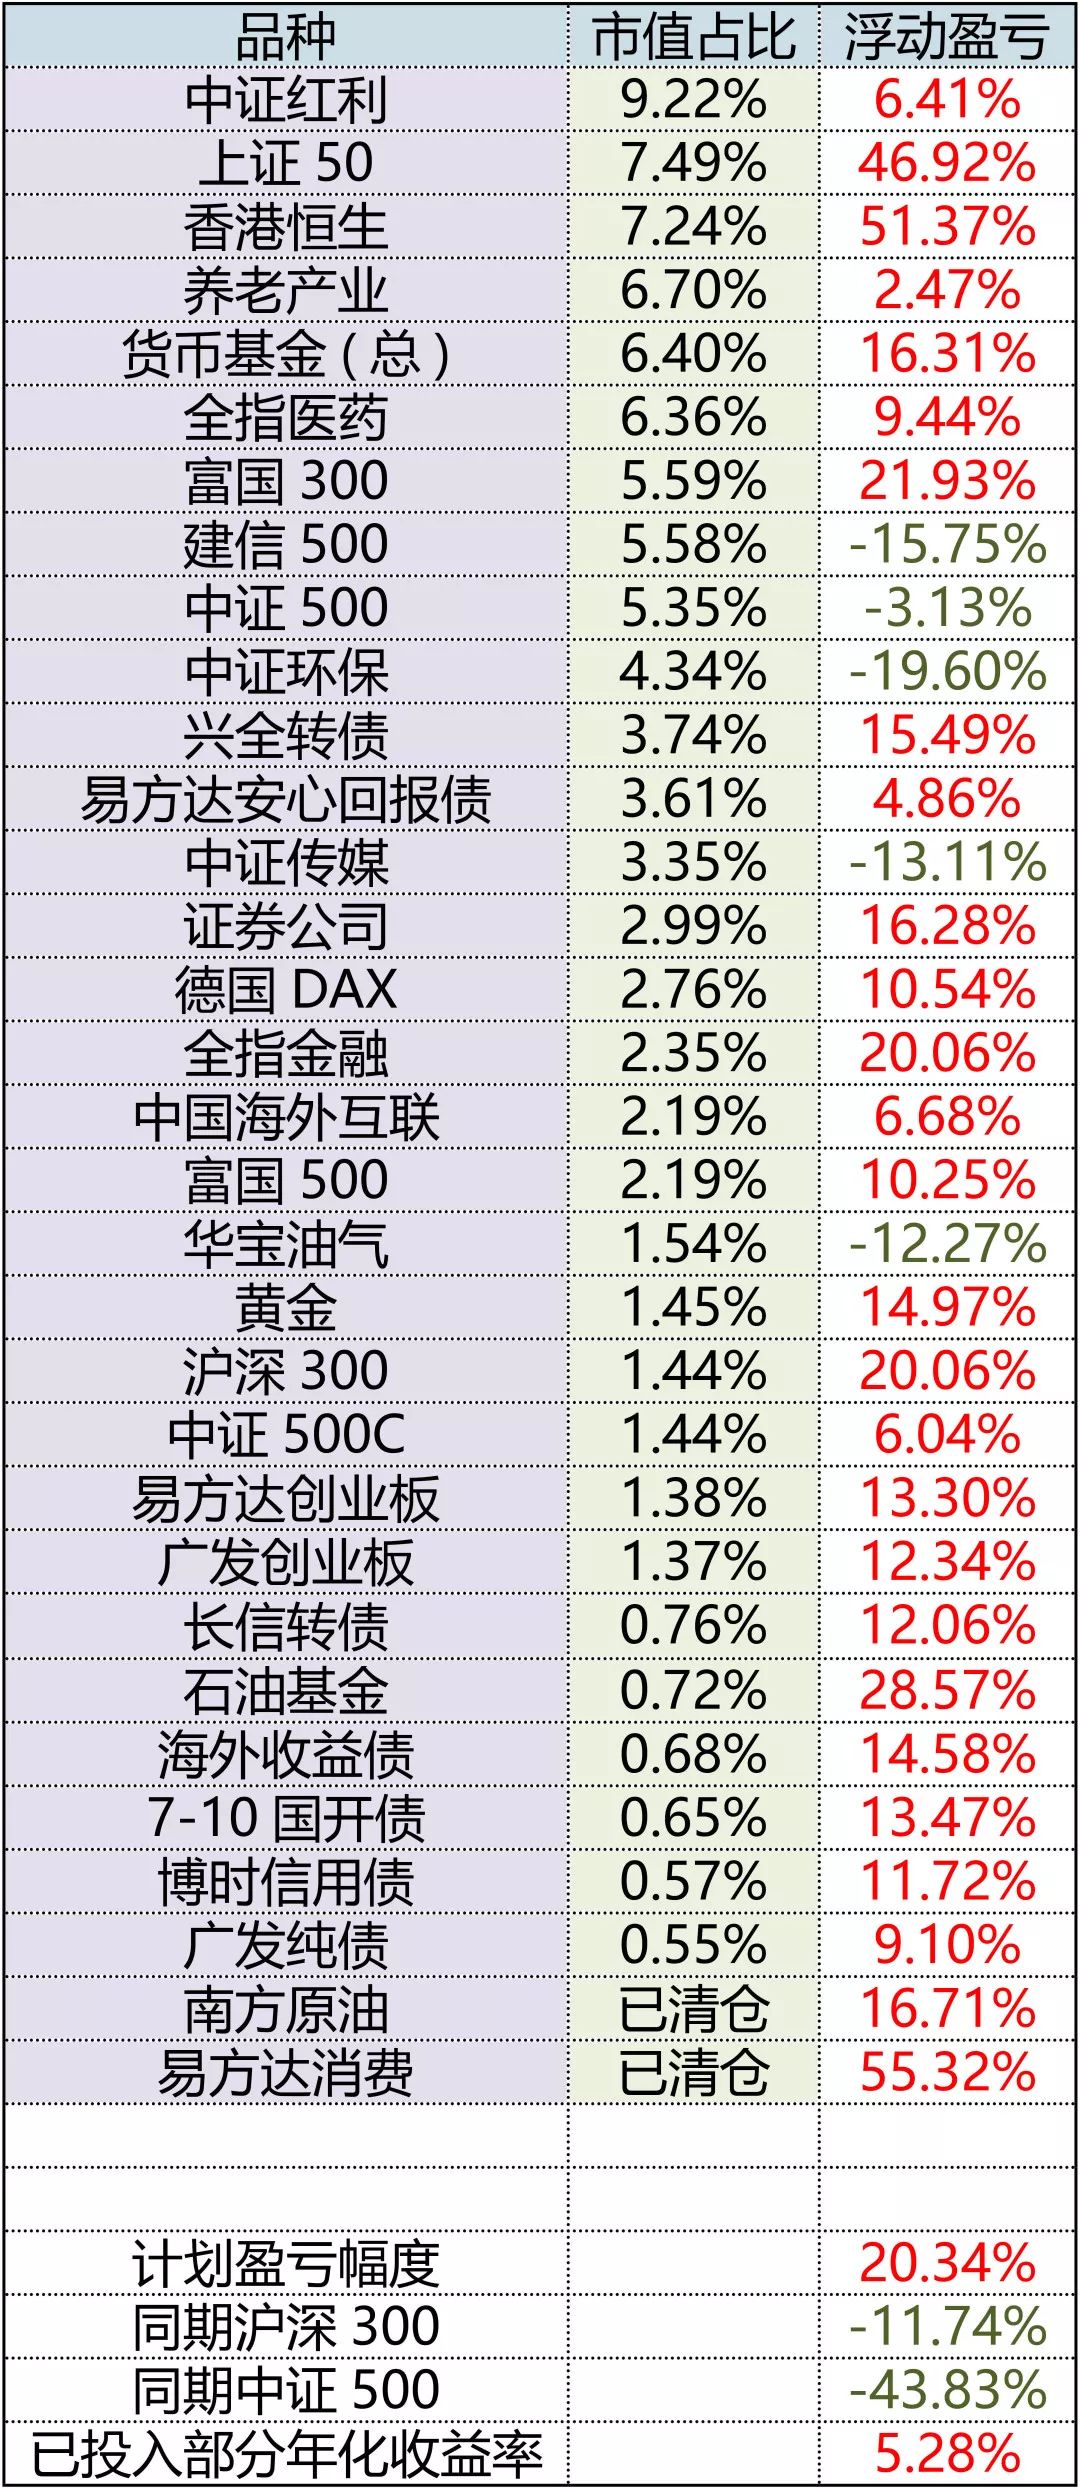 品种 市值占比 浮动盈亏
中证红利 9.22% 6.41%
上证 50 7.49% 46.92%
香港恒生 7.24% 51.37%
养老产业 6.70% 2.47%
货币基金(总) 6.40% 16.31%
全指医药 6.36% 9.44%
富国 300 5.59% 21.93%
建信 500 5.58% -15.75%
中证 500 5.35% -3.13%
中证环保 4.34% -19.60%
兴全转债 3.74% 15.49%
易方达安心回报债 3.61% 4.86%
中证传媒 3.35% -13.11%
证券公司 2.99% 16.28%
德国 DAX 2.76% 10.54%
全指金融 2.35% 20.06%
中国海外互联 2.19% 6.68%
富国 500 2.19% 10.25%
华宝油气 1.54% -12.27%
黄金 1.45% 14.97%
沪深 300 1.44% 20.06%
中证 500C 1.44% 6.04%
易方达创业板 1.38% 13.30%
广发创业板 1.37% 12.34%
长信转债 0.76% 12.06%
石油基金 0.72% 28.57%
海外收益债 0.68% 14.58%
7-10 国开债 0.65% 13.47%
博时信用债 0.57% 11.72%
广发纯债 0.55% 9.10%
南方原油 已清仓 16.71%
易方达消费 已清仓 55.32%
计划盈亏幅度 20.34%
同期沪深 300 -11.74%
同期中证 500 -43.83%
已投入部分年化收益率 5.28%